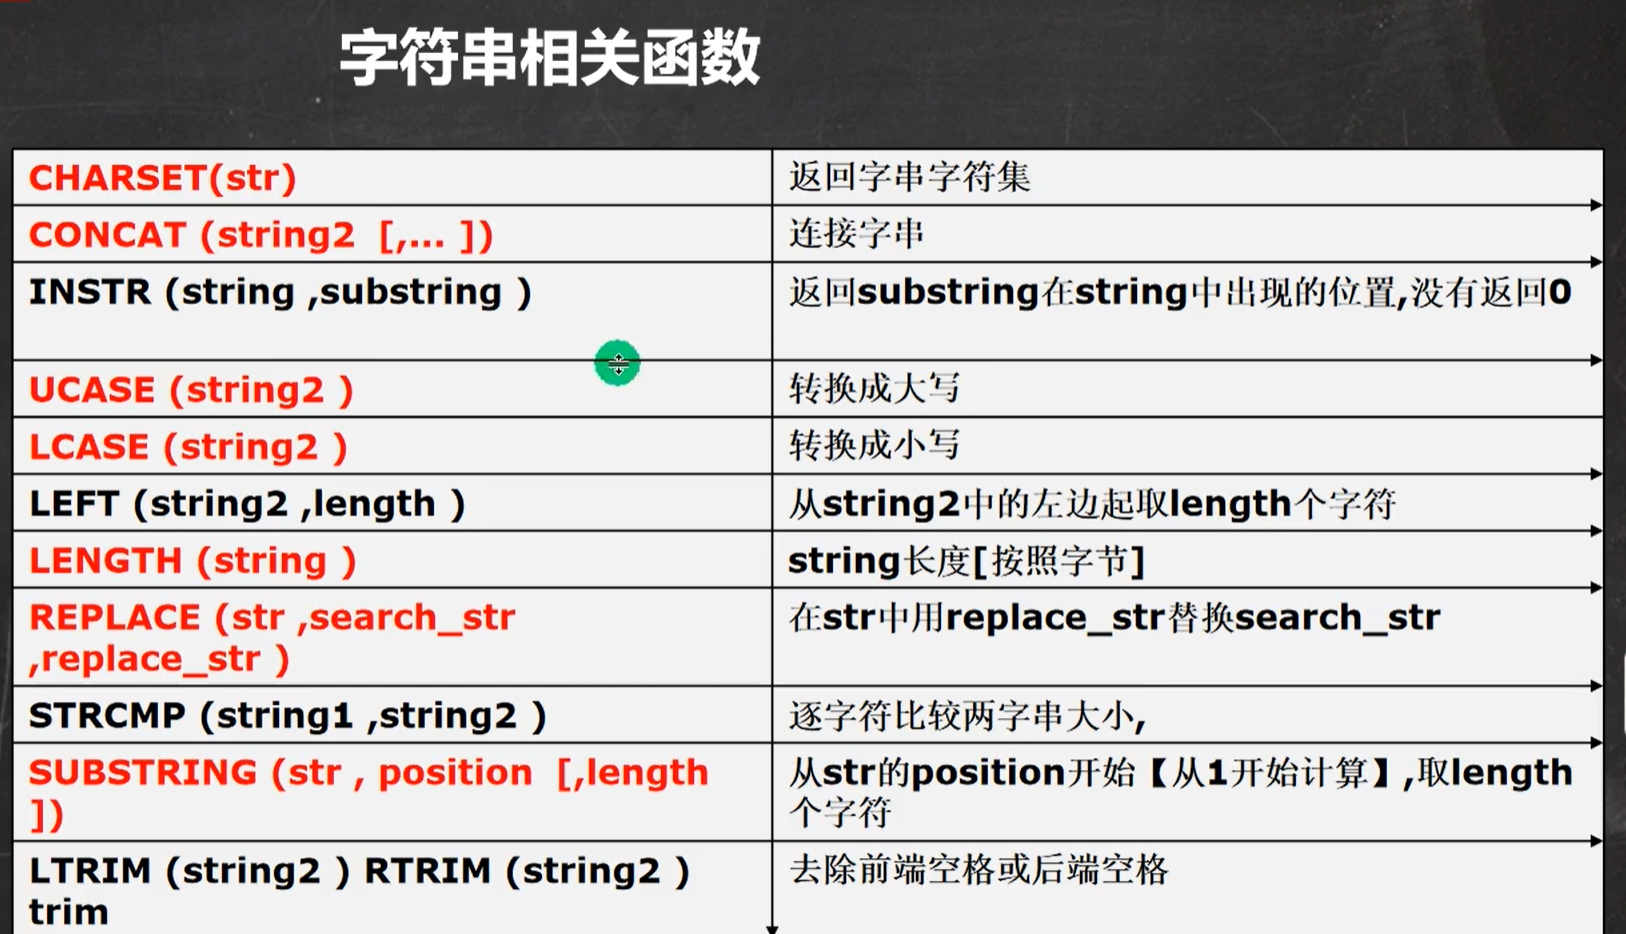 字符串相关函数
CHARSET(str)
返回字串字符集
CONCAT (string2  [,... ])
连接字串
INSTR (string ,substring )
返回substring在string中出现的位置,没有返回0
UCASE (string2 )
转换成大写
LCASE (string2 )
转换成小写
LEFT (string2 ,length )
从string2中的左边起取length个字符
LENGTH (string )
string长度[按照字节]
REPLACE (str ,search_str
,replace_str )
在str中用replace_str替换search_str
STRCMP (string1 ,string2 )
逐字符比较两字串大小,
SUBSTRING (str , position  [,length
])
从str的position开始【从1开始计算】,取length
个字符
LTRIM (string2 ) RTRIM (string2 )
trim
去除前端空格或后端空格